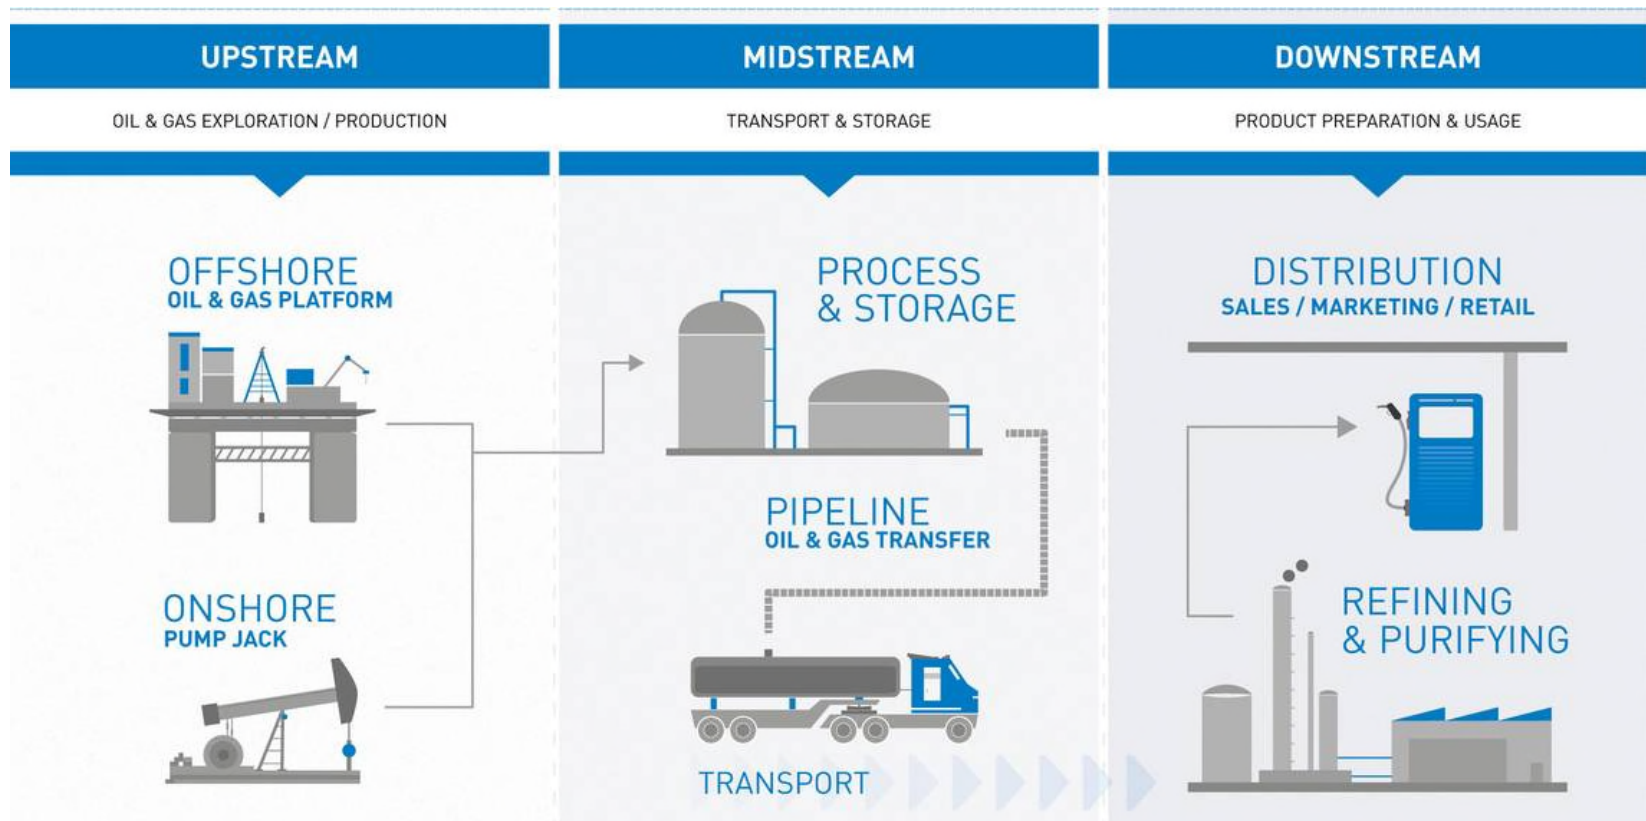 UPSTREAM
OIL & GAS EXPLORATION / PRODUCTION
OFFSHORE
OIL & GAS PLATFORM
ONSHORE
PUMP JACK
MIDSTREAM
TRANSPORT & STORAGE
PROCESS
& STORAGE
PIPELINE
OIL & GAS TRANSFER
TRANSPORT
DOWNSTREAM
PRODUCT PREPARATION & USAGE
DISTRIBUTION
SALES / MARKETING / RETAIL
REFINING
& PURIFYING